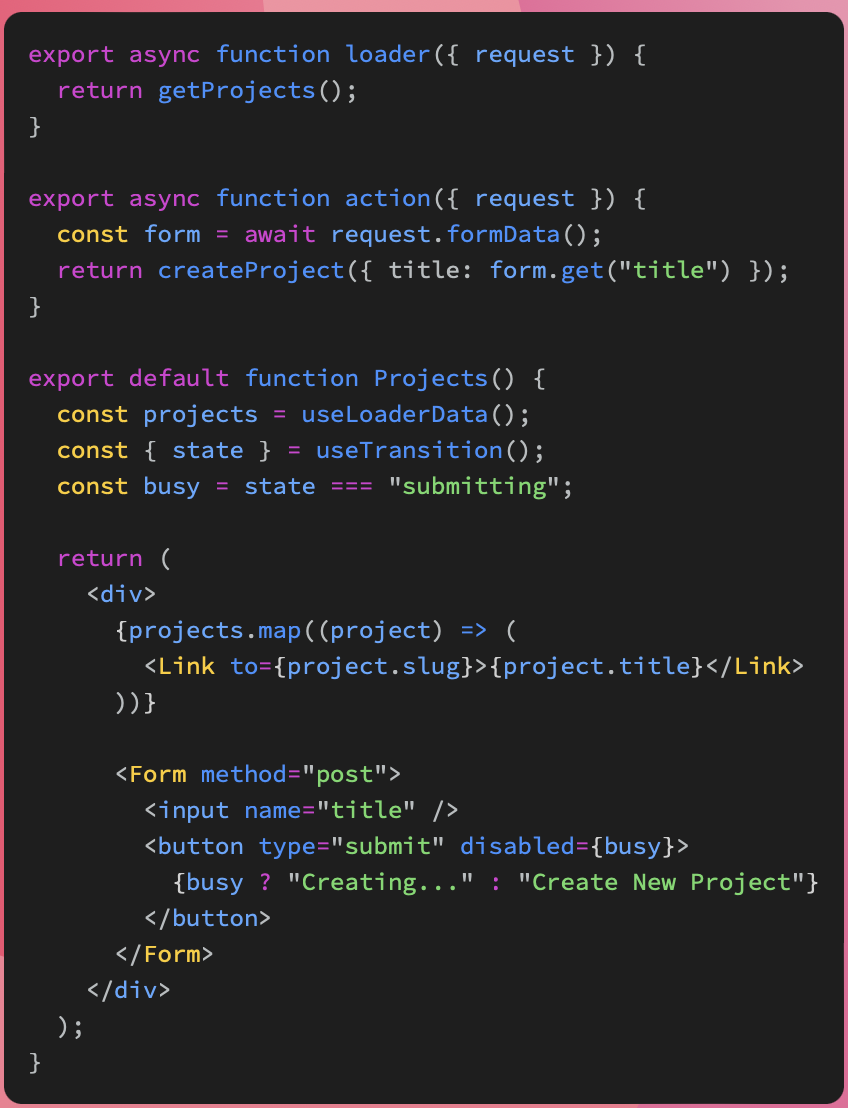 export async function loader({ request }) {
  return getProjects();
}

export async function action({ request }) {
  const form = await request.formData();
  return createProject({ title: form.get("title") });
}

export default function Projects() {
  const projects = useLoaderData();
  const { state } = useTransition();
  const busy = state === "submitting";

  return (
    <div>
      {projects.map((project) => (
        <Link to={project.slug}>{project.title}</Link>
      ))}

      <Form method="post">
        <input name="title" />
        <button type="submit" disabled={busy}>
          {busy ? "Creating..." : "Create New Project"}
        </button>
      </Form>
    </div>
  );
}